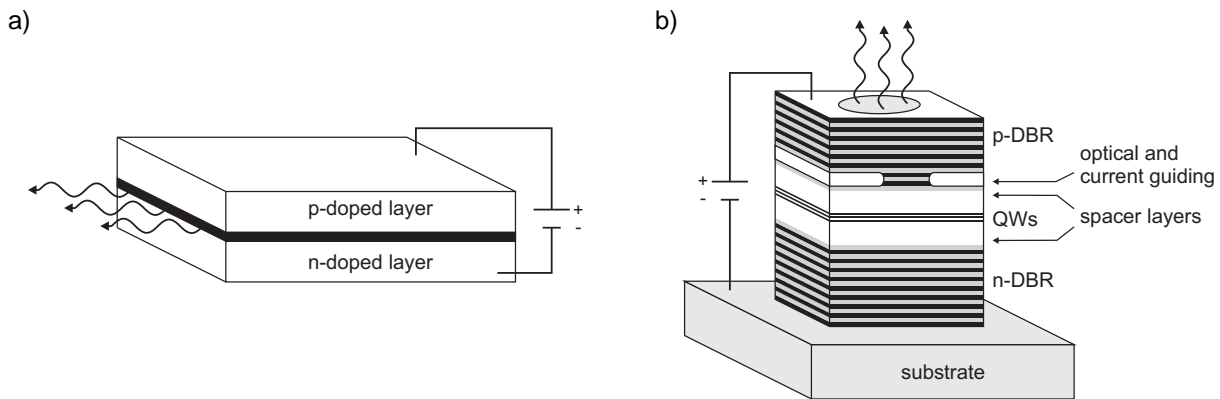 a)
p-doped layer
n-doped layer
+
-
b)
+
-
p-DBR
optical and
current guiding
QWs
spacer layers
n-DBR
substrate